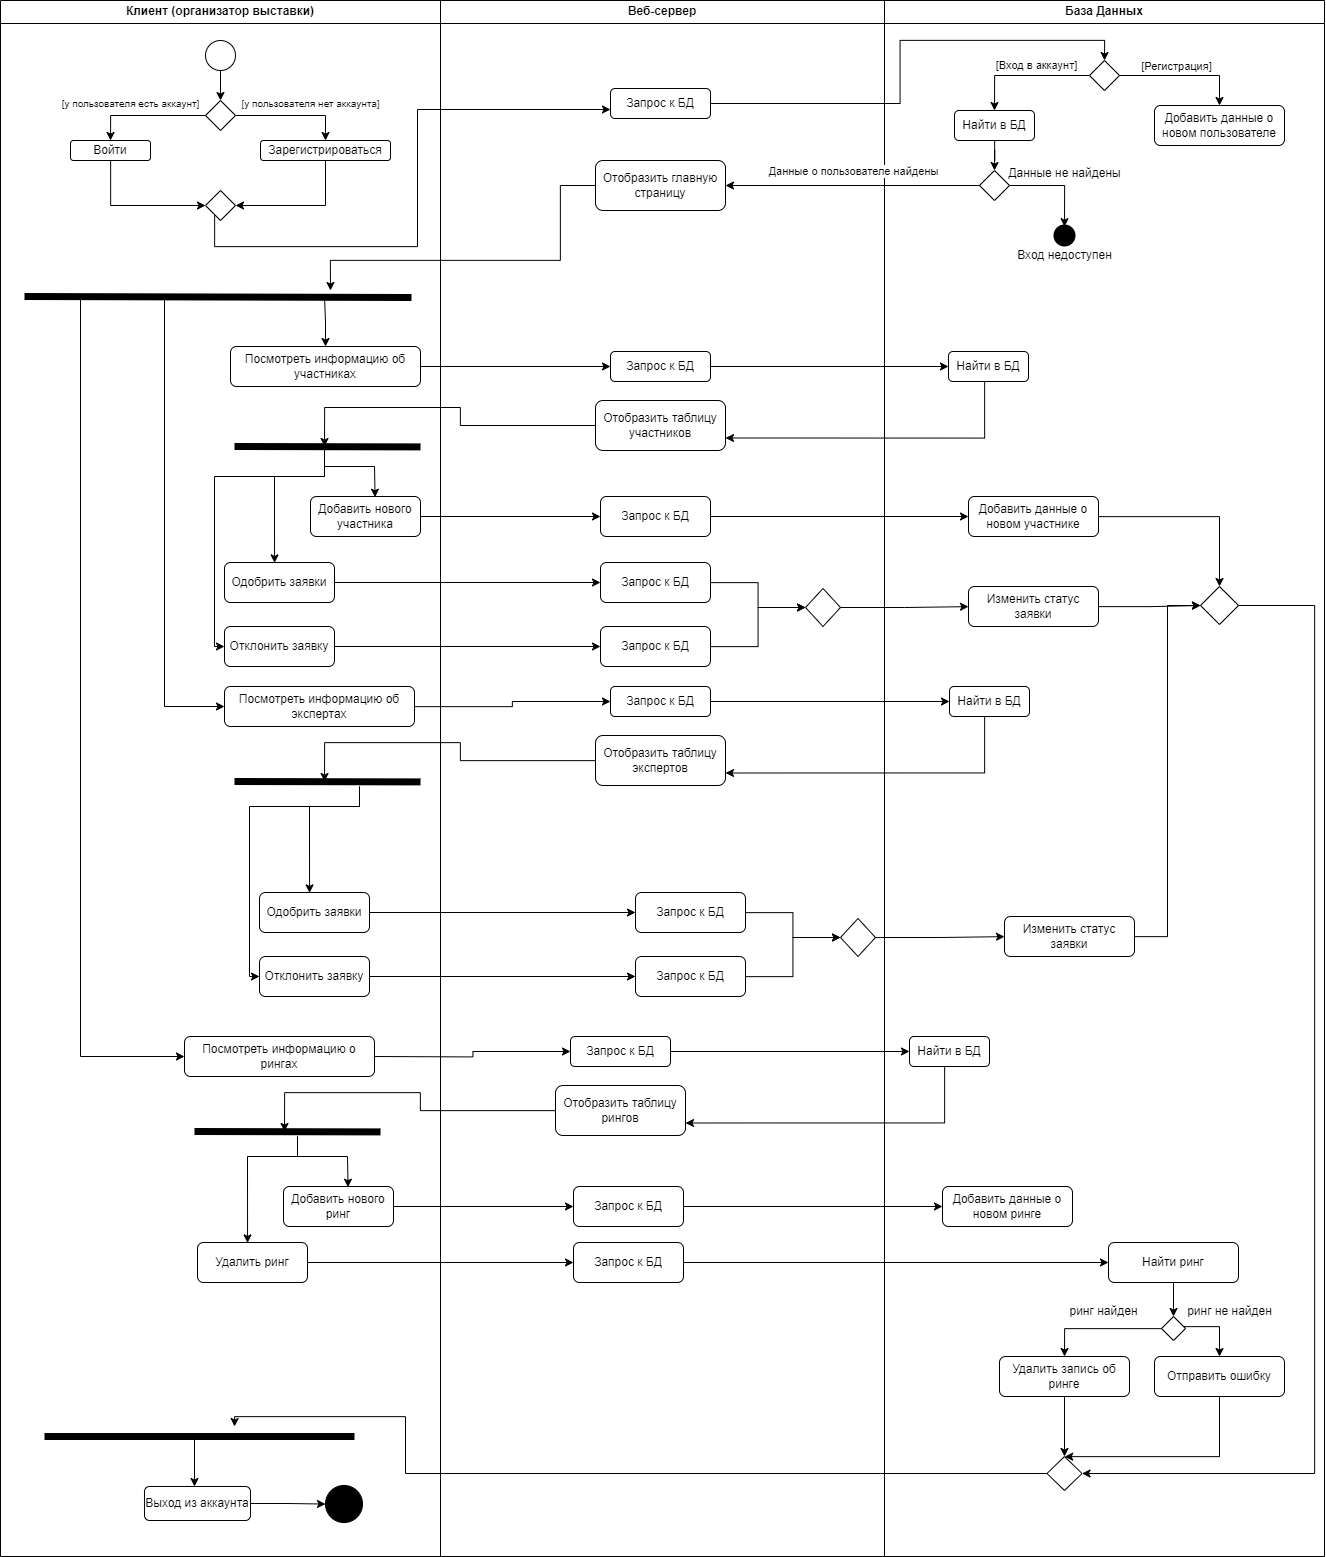 Клиент (организатор выставки)
Веб-сервер
База Данных
[у пользователя есть аккаунт]
[у пользователя нет аккаунта]
Войти
Зарегистрироваться
Запрос к БД
[Вход в аккаунт]
[Регистрация]
Найти в БД
Добавить данные о
новом пользователе
Отобразить главную
страницу
Данные о пользователе найдены
Данные не найдены
Вход недоступен
Посмотреть информацию об
участниках
Запрос к БД
Найти в БД
Отобразить таблицу
участников
Добавить нового
участника
Запрос к БД
Добавить данные о
новом участнике
Одобрить заявки
Запрос к БД
Изменить статус
заявки
Отклонить заявку
Запрос к БД
Посмотреть информацию об
экспертах
Запрос к БД
Найти в БД
Отобразить таблицу
экспертов
Одобрить заявки
Запрос к БД
Изменить статус
заявки
Отклонить заявку
Запрос к БД
Посмотреть информацию о
рингах
Запрос к БД
Найти в БД
Отобразить таблицу
рингов
Добавить нового
ринг
Запрос к БД
Добавить данные о
новом ринге
Удалить ринг
Запрос к БД
Найти ринг
ринг найден
ринг не найден
Удалить запись об
ринге
Отправить ошибку
Выход из аккаунта